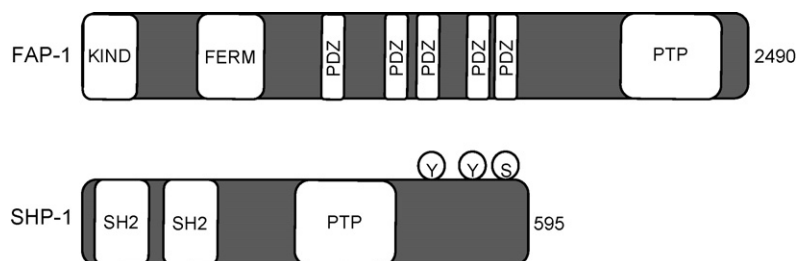 FAP-1 KIND FERM PDZ PDZ PDZ PDZ PDZ PTP 2490
Y Y S
SHP-1 SH2 SH2 PTP 595